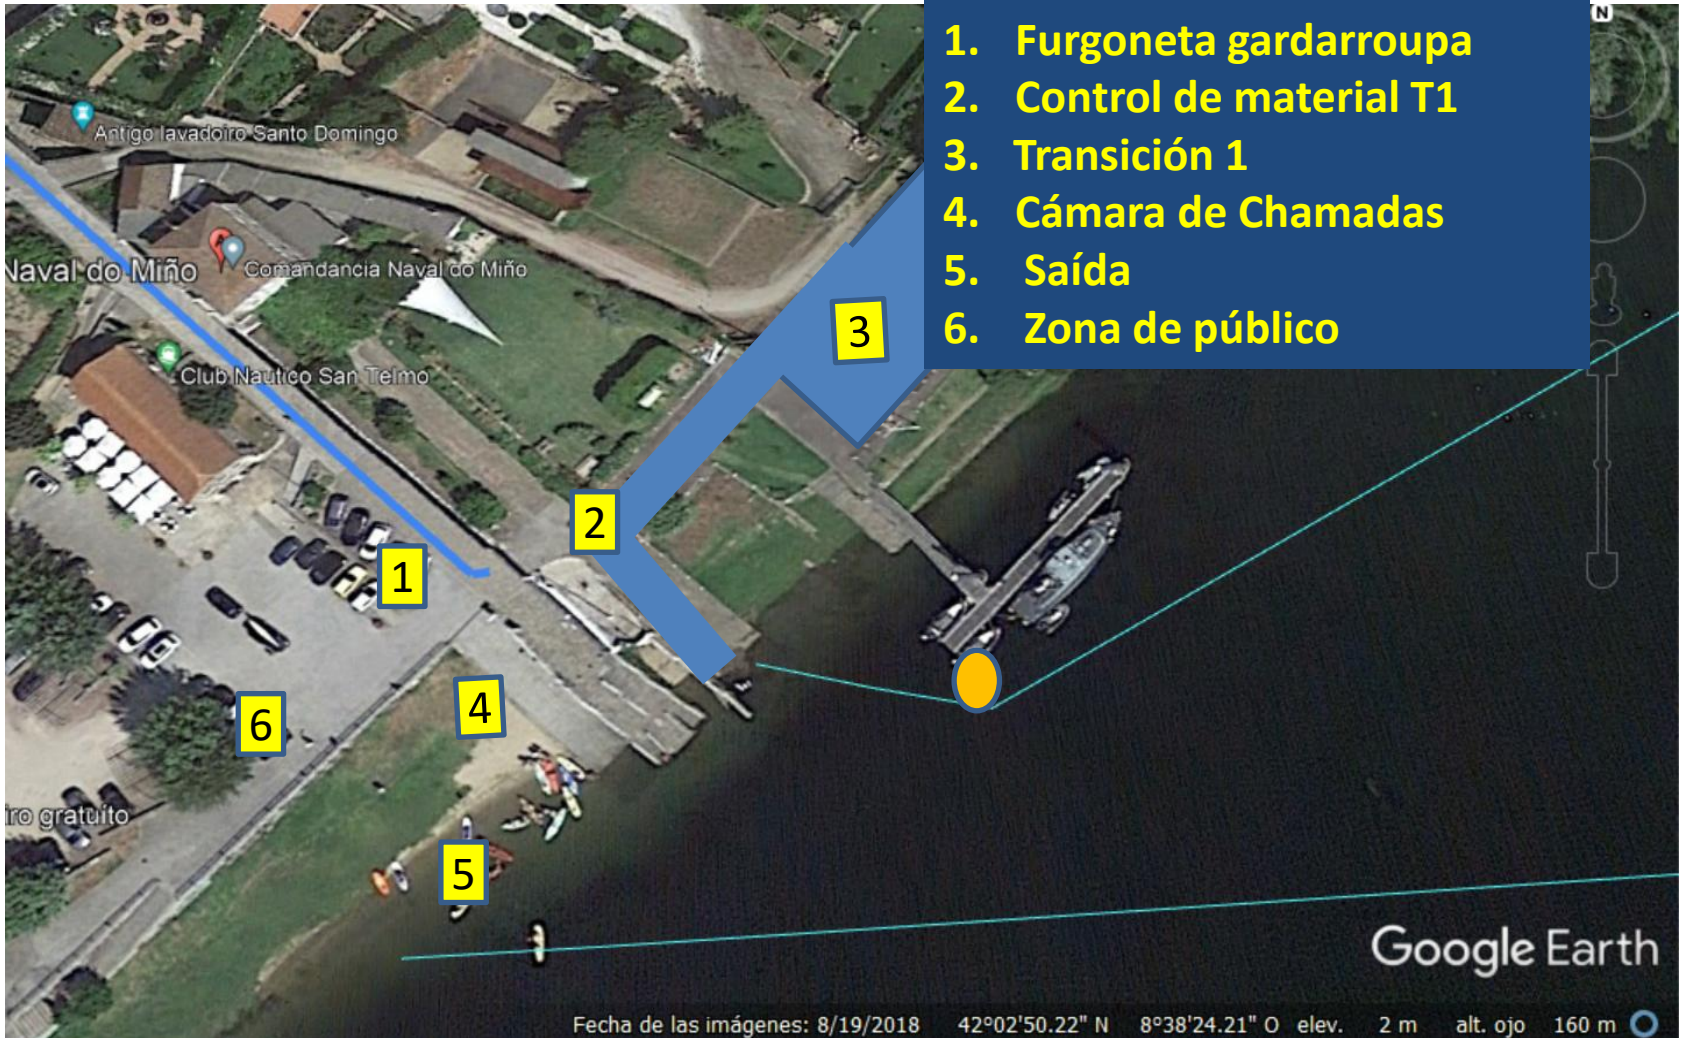 1. Furgoneta gardarroupa
2. Control de material T1
3. Transición 1
4. Cámara de Chamadas
5. Saída
6. Zona de público
N
Antigo lavadoiro Santo Domingo
Naval do Miño
Comandancia Naval do Miño
Club Nautico San Telmo
3
2
1
4
6
ro gratuíto
5
Google Earth
Fecha de las imágenes: 8/19/2018 42°02'50.22" N 8°38'24.21" O elev. 2 m alt. ojo 160 m